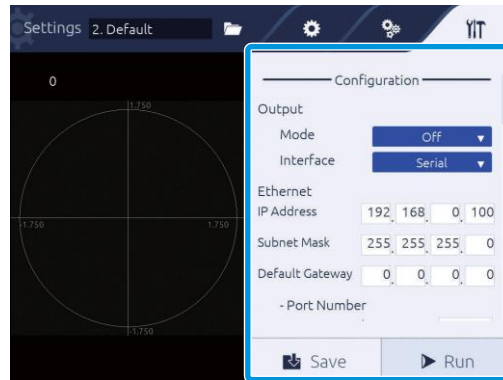 Settings 2. Default
0
1.750
-1.750
1.750
-1.750
Configuration
Output
Mode Off
Interface Serial
Ethernet
IP Address 192. 168. 0. 100
Subnet Mask 255. 255. 255. 0
Default Gateway 0. 0. 0. 0
- Port Number
Save Run